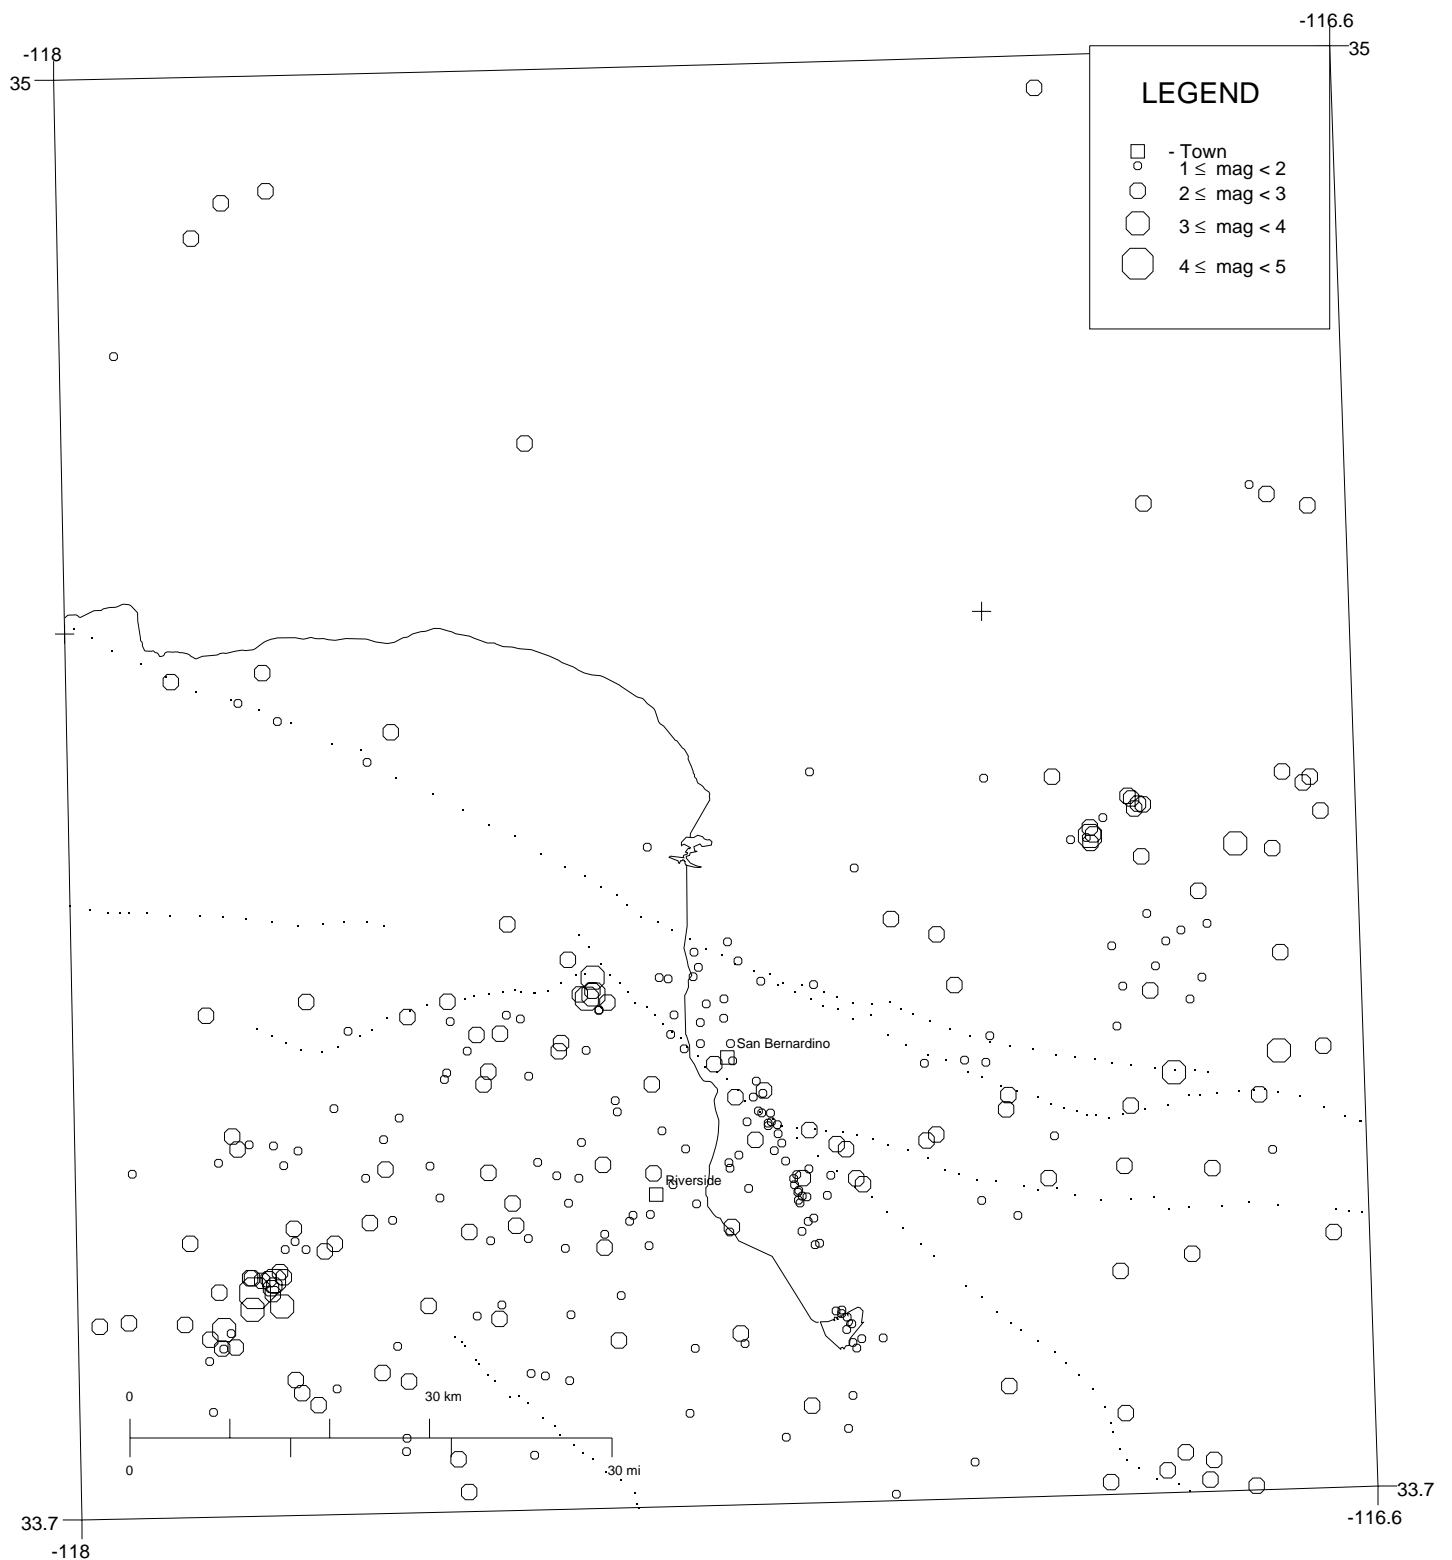 -116.6
-118
35
35
LEGEND
- Town
1 ≤ mag < 2
2 ≤ mag < 3
3 ≤ mag < 4
4 ≤ mag < 5
San Bernardino
Riverside
0
30 km
0
30 mi
33.7
33.7
-116.6
-118